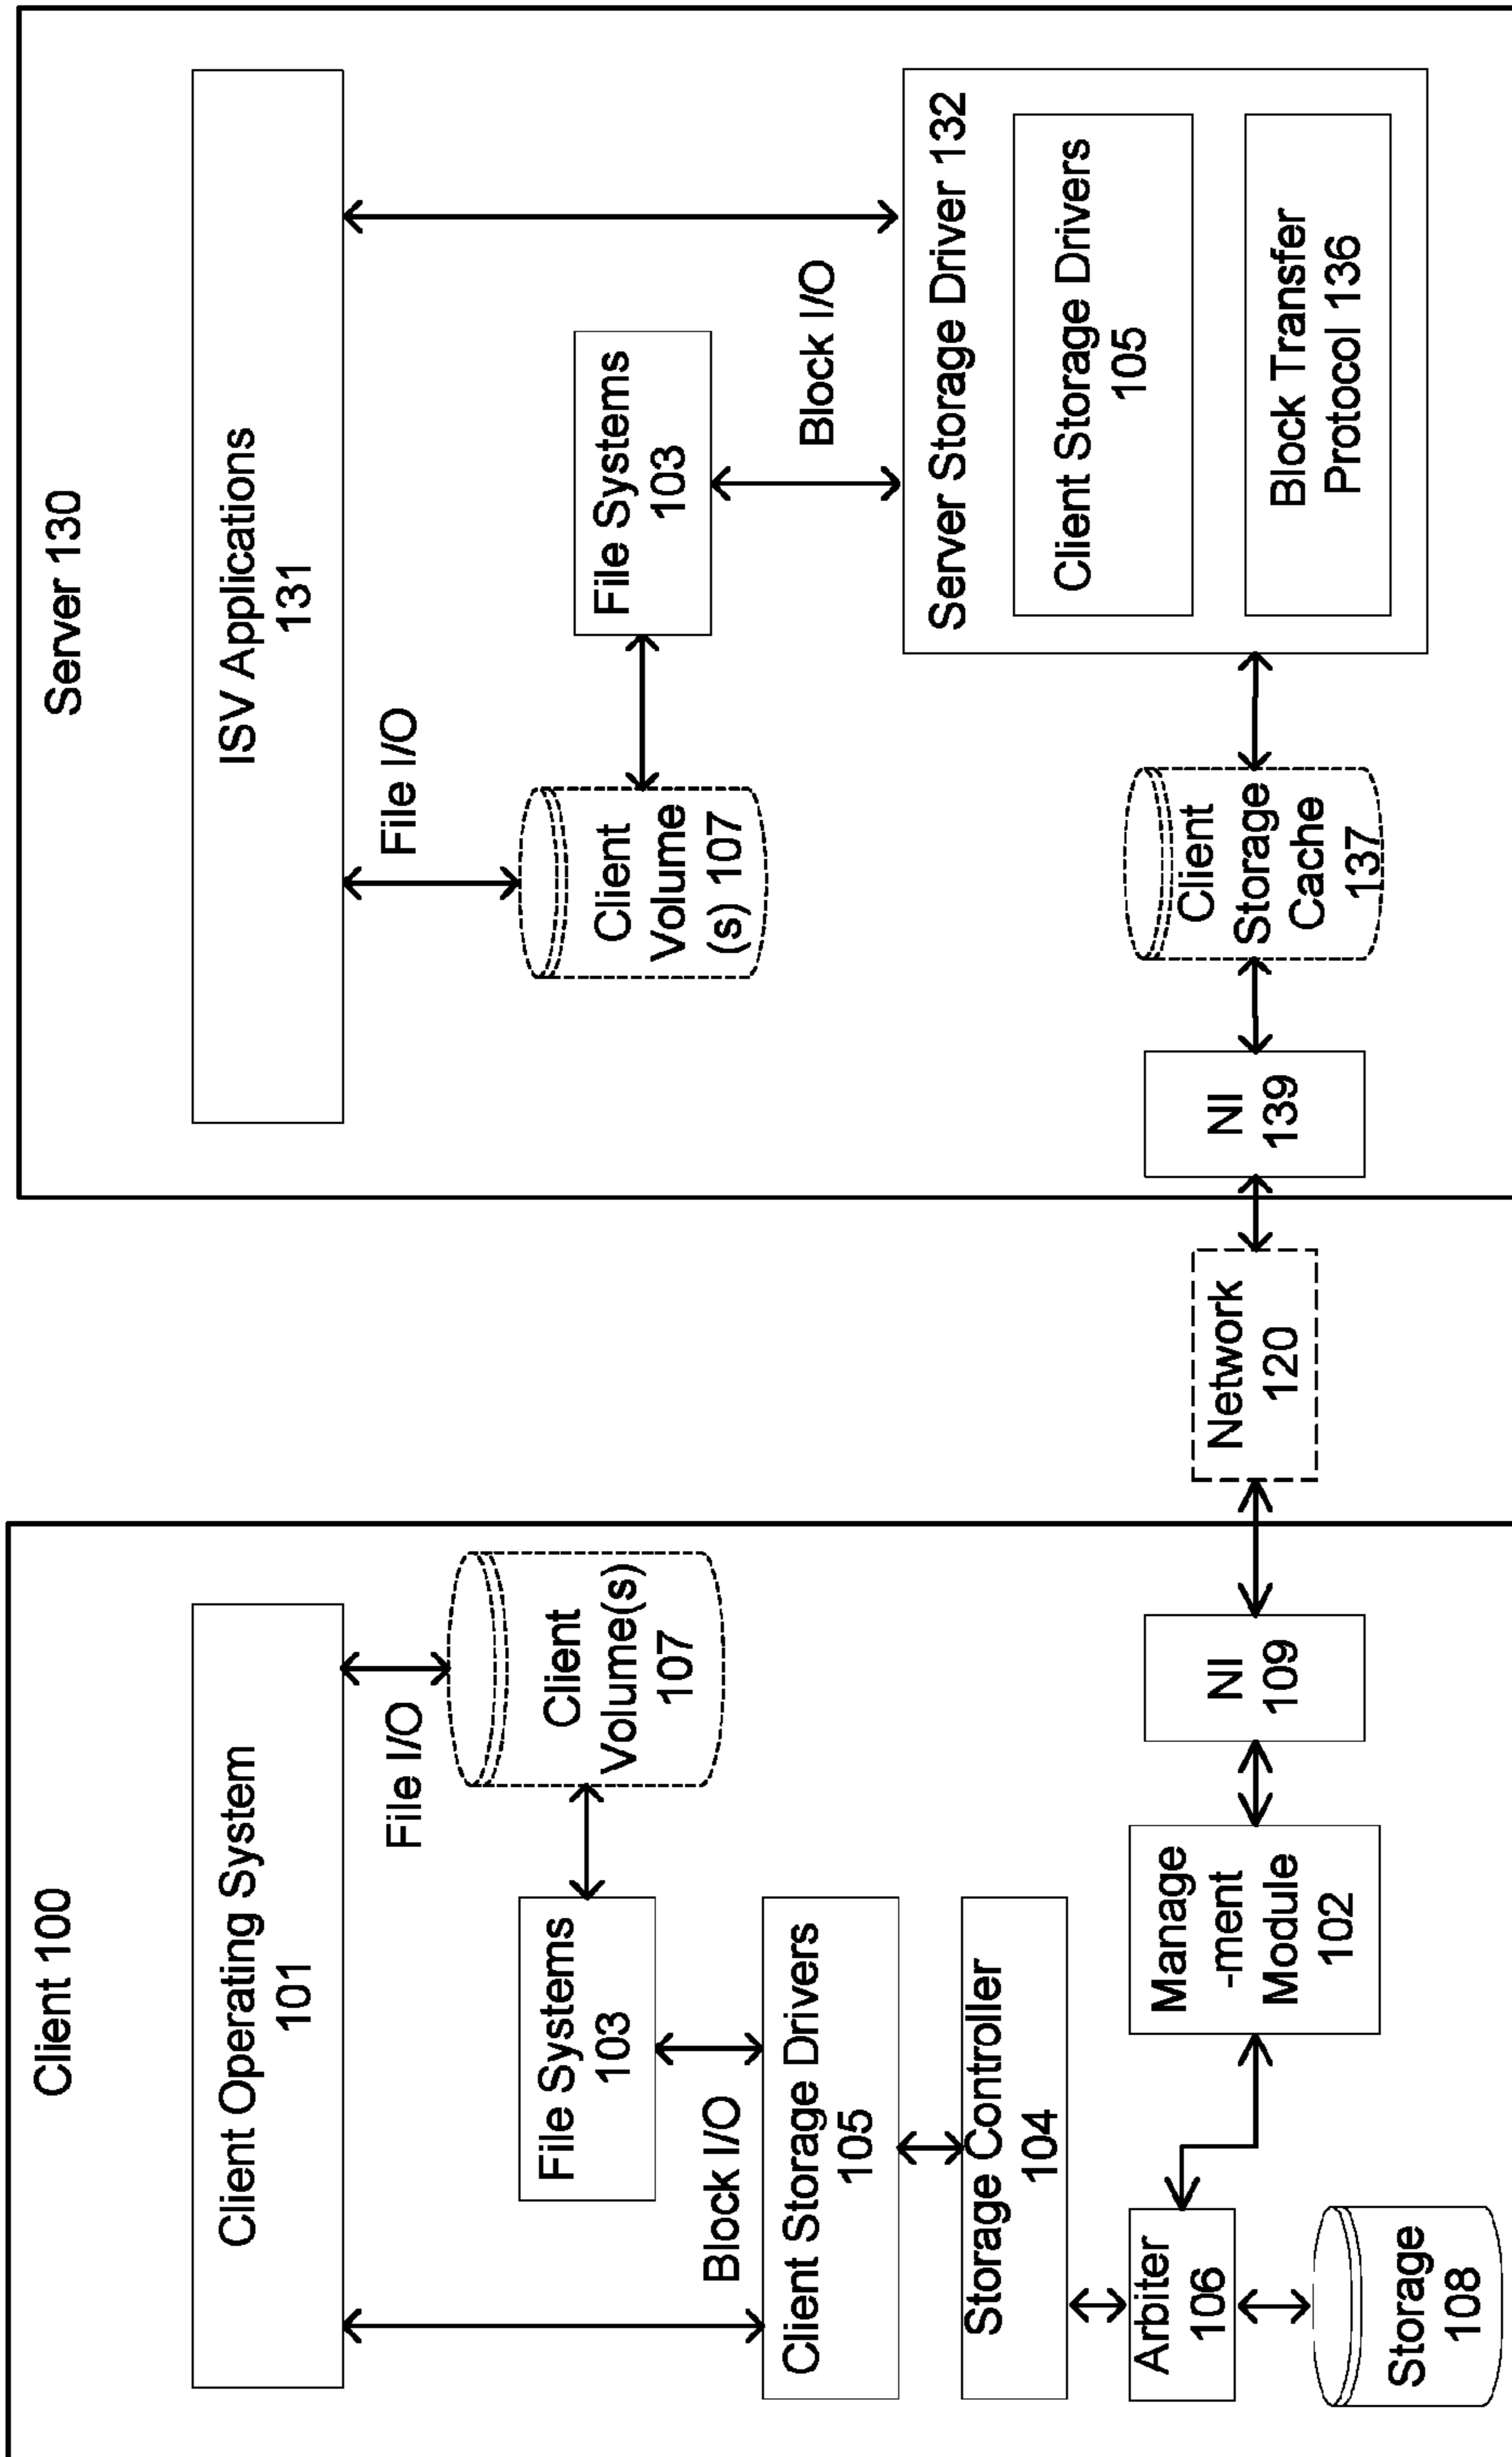 Client 100
Client Operating System
101
File I/O
Client
Volume(s)
107
File Systems
103
Block I/O
Client Storage Drivers
105
Storage Controller
104
Arbiter
106
Storage
108
Manage
-ment
Module
102
NI
109
Network
120
Server 130
ISV Applications
131
File I/O
Client
Volume
(s) 107
File Systems
103
Block I/O
Server Storage Driver 132
Client Storage Drivers
105
Block Transfer
Protocol 136
Client
Storage
Cache
137
NI
139